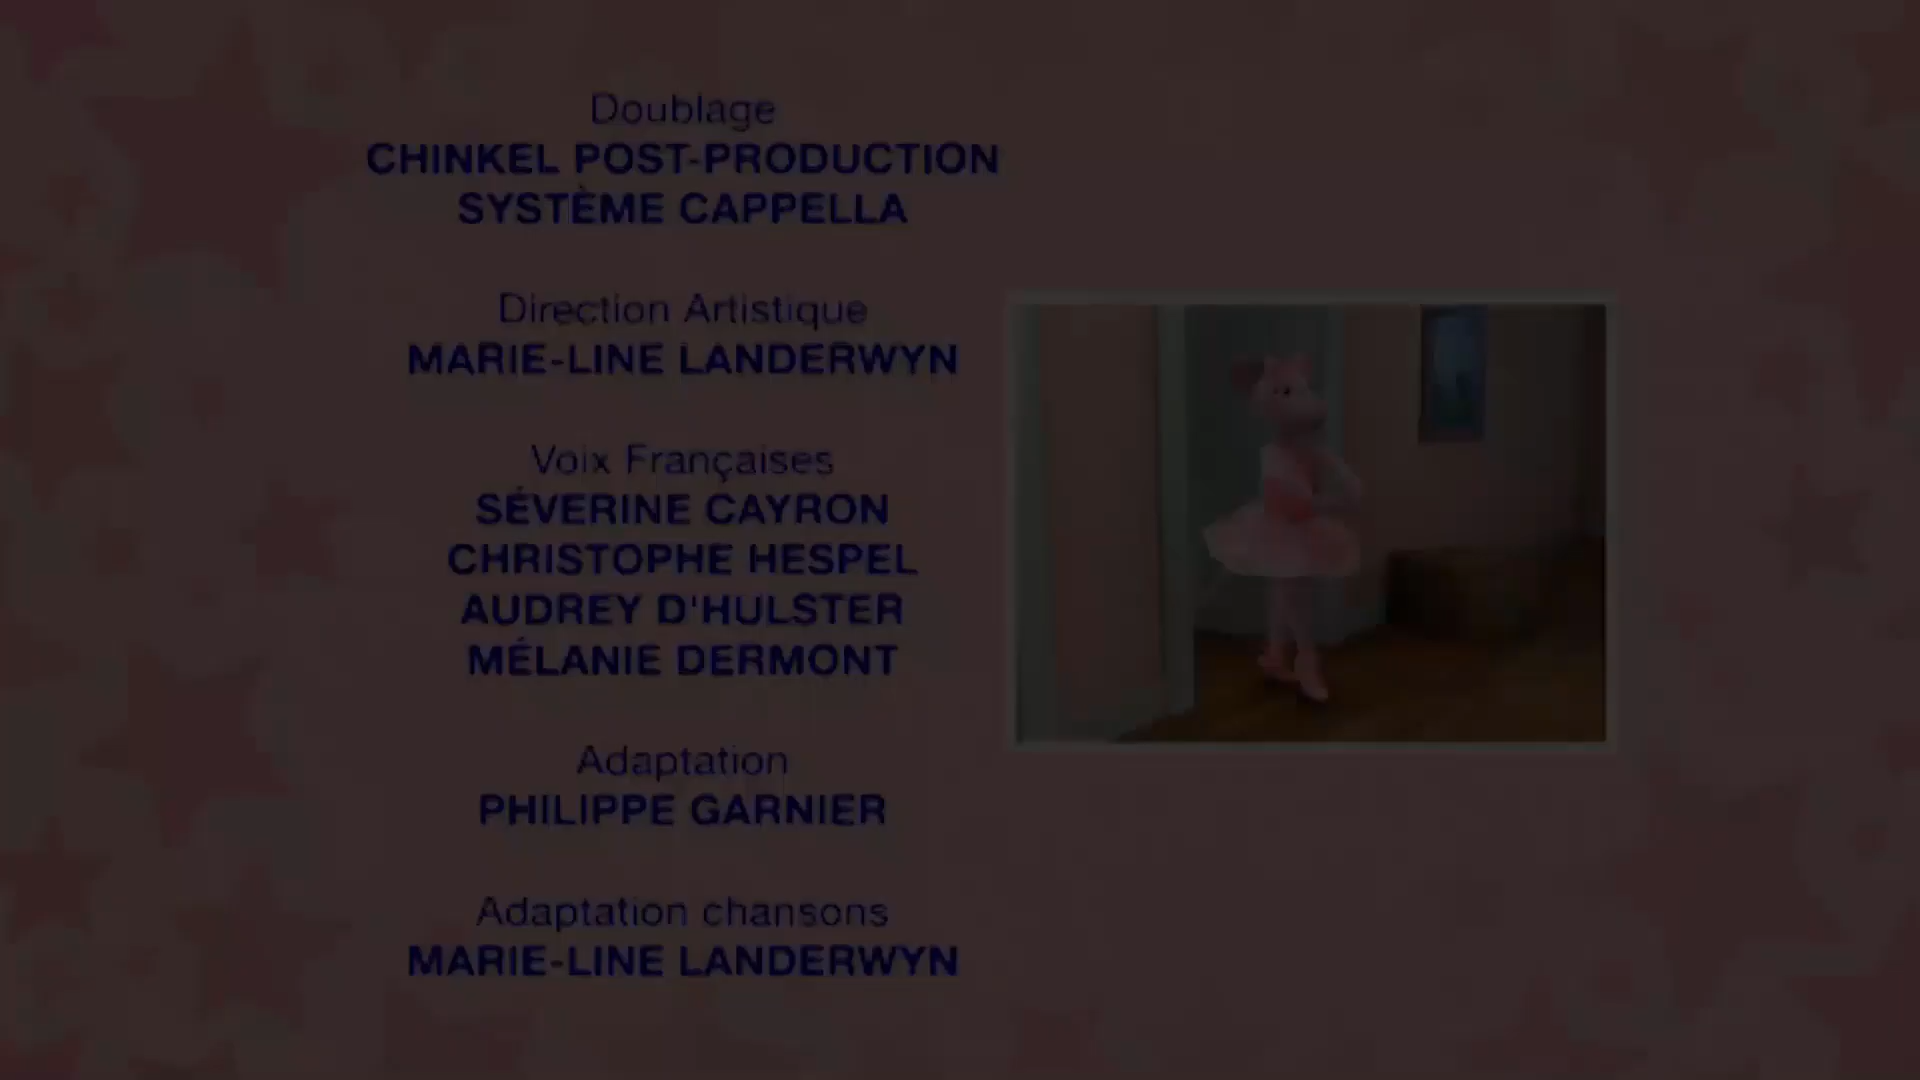 Doublage
CHINKEL POST-PRODUCTION
SYSTÈME CAPPELLA
Direction Artistique
MARIE-LINE LANDERWYN
Voix Françaises
SÉVERINE CAYRON
CHRISTOPHE HESPEL
AUDREY D'HULSTER
MÉLANIE DERMONT
Adaptation
PHILIPPE GARNIER
Adaptation chansons
MARIE-LINE LANDERWYN